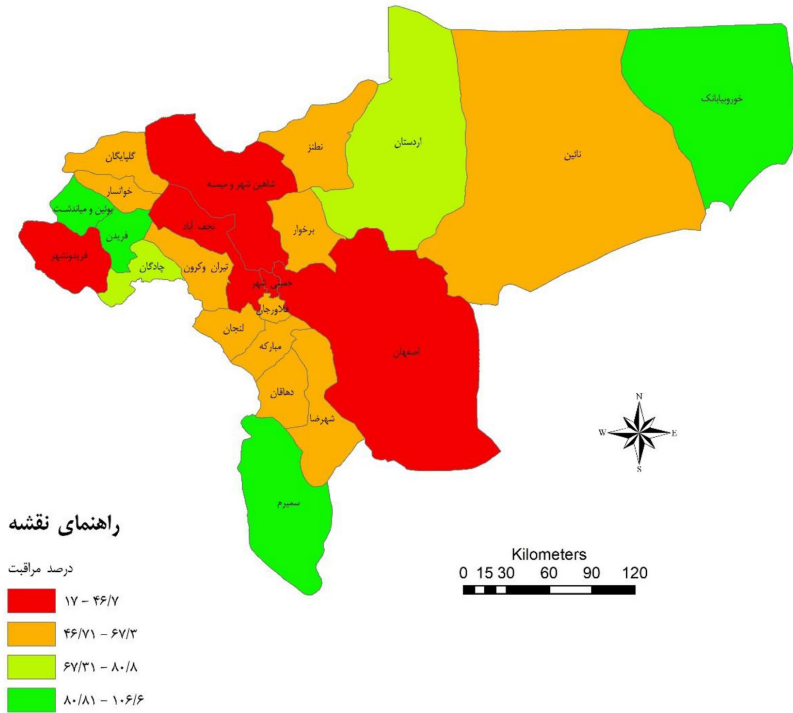 خوروبیابانک
اردستان
نطنز
نائین
گلپایگان
شاهین شهر و میمه
خوانسار
بوئین و میاندشت
نجف آباد
برخوار
فریدن
فریدونشهر
چادگان
تیران وکرون
خمینی شهر
فلاورجان
لنجان
مبارکه
اصفهان
دهاقان
شهرضا
سمیرم
N
W
E
S
راهنمای نقشه
درصد مراقبت
۱۷ - ۴۶/۷
۴۶/۷۱ - ۶۷/۳
۶۷/۳۱ - ۸۰/۸
۸۰/۸۱ - ۱۰۶/۶
Kilometers
0 15 30 60 90 120